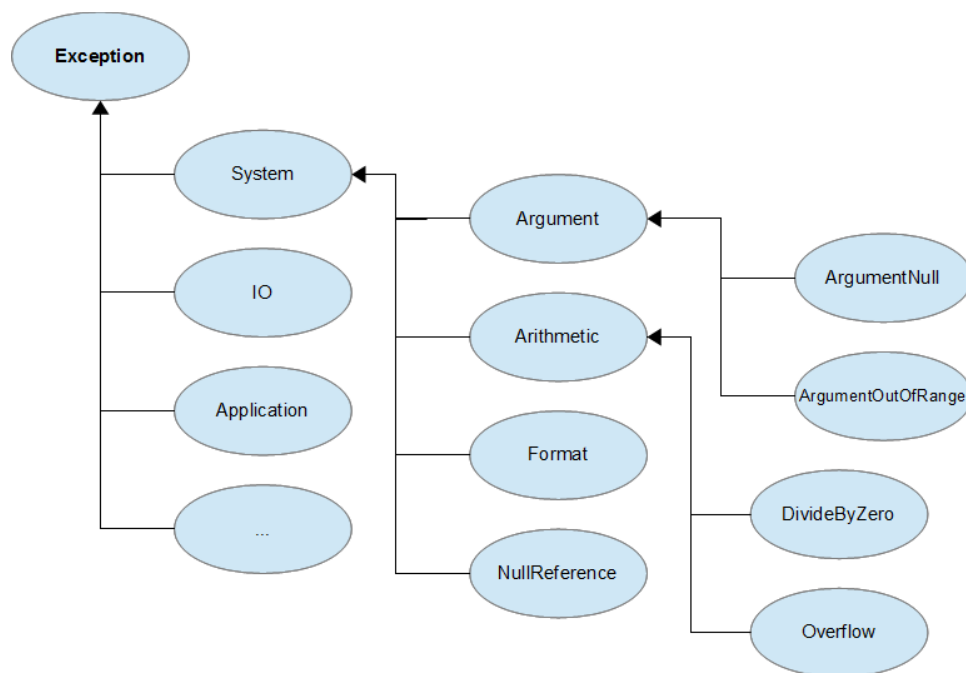 Exception
System
Argument
ArgumentNull
IO
Arithmetic
ArgumentOutOfRange
Application
Format
DivideByZero
...
NullReference
Overflow